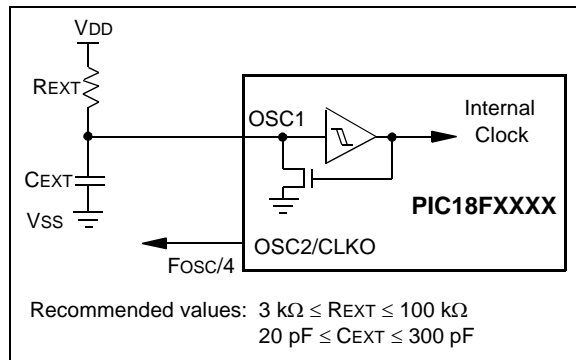 VDD
REXT
OSC1
Internal
Clock
CEXT
PIC18FXXXX
VSS
OSC2/CLKO
FOSC/4
Recommended values: 3 kΩ ≤ REXT ≤ 100 kΩ
20 pF ≤ CEXT ≤ 300 pF